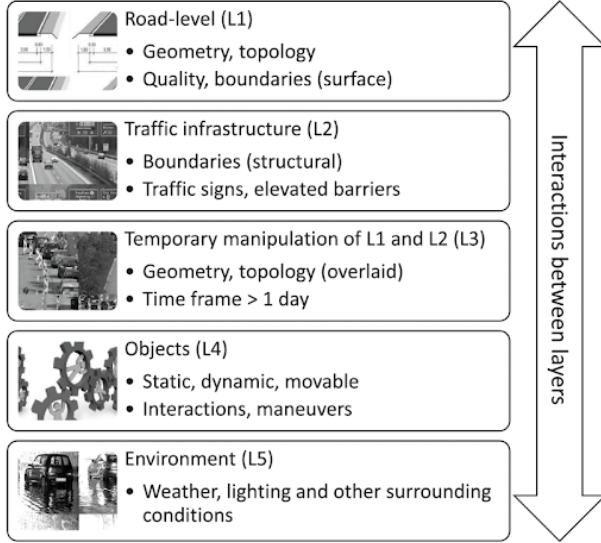 Road-level (L1)
• Geometry, topology
• Quality, boundaries (surface)
Traffic infrastructure (L2)
• Boundaries (structural)
• Traffic signs, elevated barriers
Temporary manipulation of L1 and L2 (L3)
• Geometry, topology (overlaid)
• Time frame > 1 day
Objects (L4)
• Static, dynamic, movable
• Interactions, maneuvers
Environment (L5)
• Weather, lighting and other surrounding
conditions
Interactions between layers